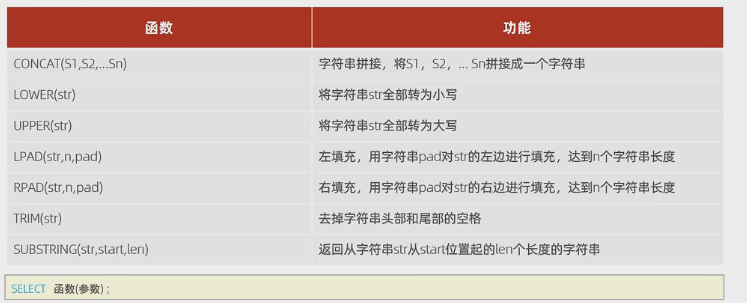 函数 功能
CONCAT(S1,S2,...Sn) 字符串拼接，将S1，S2，... Sn拼接成一个字符串
LOWER(str) 将字符串str全部转为小写
UPPER(str) 将字符串str全部转为大写
LPAD(str,n,pad) 左填充，用字符串pad对str的左边进行填充，达到n个字符串长度
RPAD(str,n,pad) 右填充，用字符串pad对str的右边进行填充，达到n个字符串长度
TRIM(str) 去掉字符串头部和尾部的空格
SUBSTRING(str,start,len) 返回从字符串str从start位置起的len个长度的字符串
SELECT 函数(参数) ;